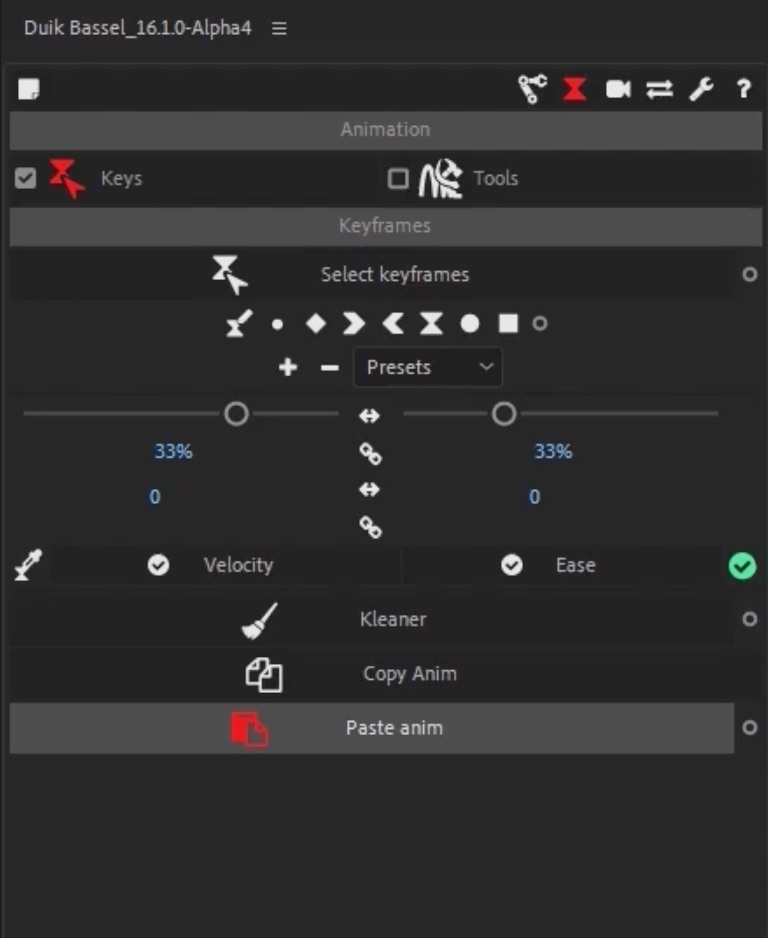 Duik Bassel_16.1.0-Alpha4
?
Animation
Keys Tools
Keyframes
Select keyframes
Presets
33% 33%
0 0
Velocity Ease
Kleaner
Copy Anim
Paste anim